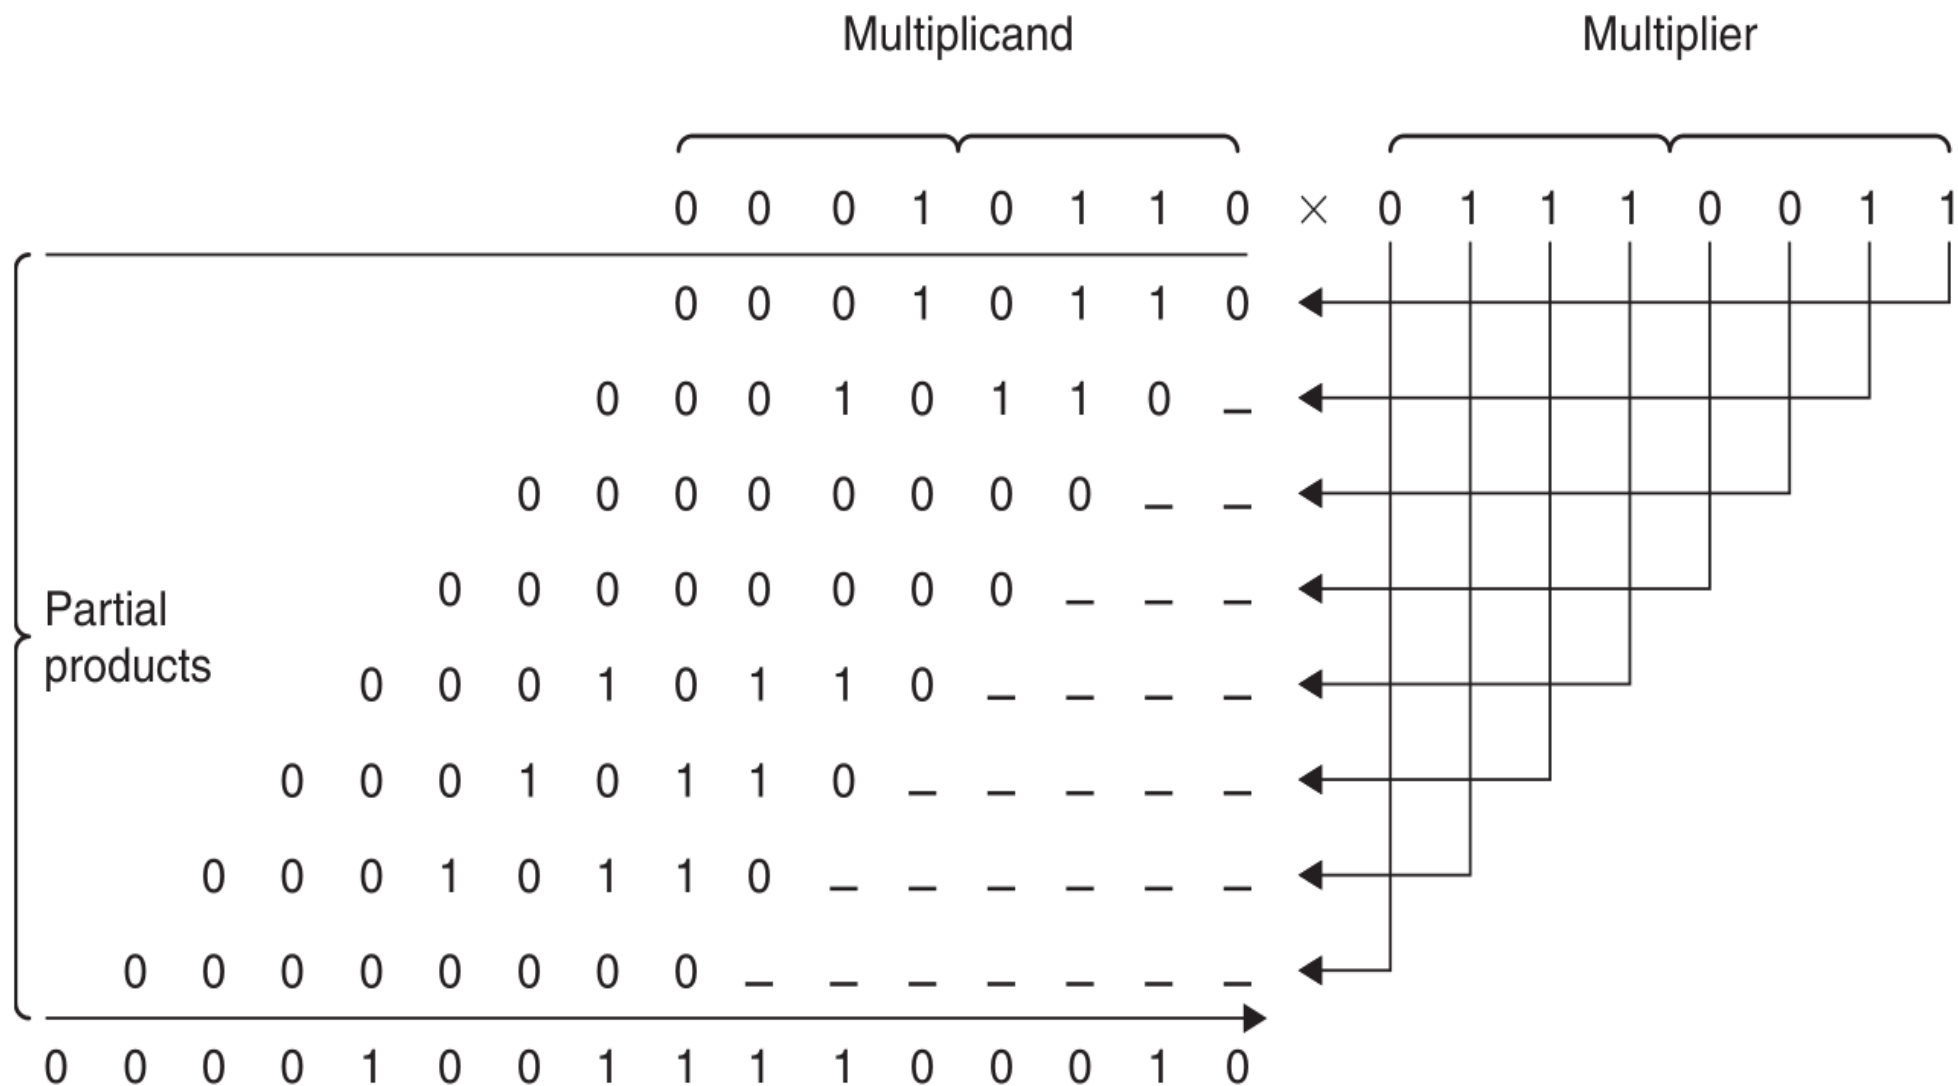 Multiplicand Multiplier
0 0 0 1 0 1 1 0 × 0 1 1 1 0 0 1 1
0 0 0 1 0 1 1 0
0 0 0 1 0 1 1 0 _
0 0 0 0 0 0 0 0 _ _
0 0 0 0 0 0 0 0 _ _ _
Partial
products
0 0 0 1 0 1 1 0 _ _ _ _
0 0 0 1 0 1 1 0 _ _ _ _ _
0 0 0 1 0 1 1 0 _ _ _ _ _ _
0 0 0 0 0 0 0 0 _ _ _ _ _ _ _
0 0 0 0 1 0 0 1 1 1 1 0 0 0 1 0